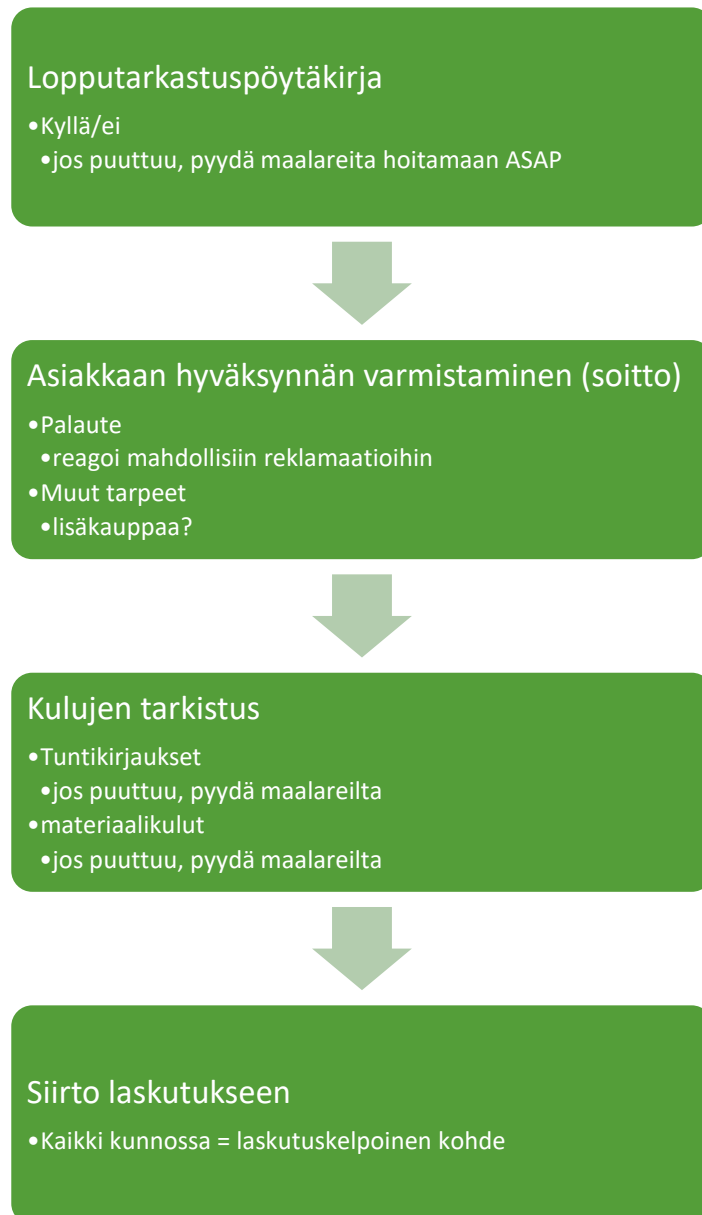 Lopputarkastuspöytäkirja
•Kyllä/ei
•jos puuttuu, pyydä maalareita hoitamaan ASAP
Asiakkaan hyväksynnän varmistaminen (soitto)
•Palaute
•reagoi mahdollisiin reklamaatioihin
•Muut tarpeet
•lisäkauppaa?
Kulujen tarkistus
•Tuntikirjaukset
•jos puuttuu, pyydä maalareilta
•materiaalikulut
•jos puuttuu, pyydä maalareilta
Siirto laskutukseen
•Kaikki kunnossa = laskutuskelpoinen kohde